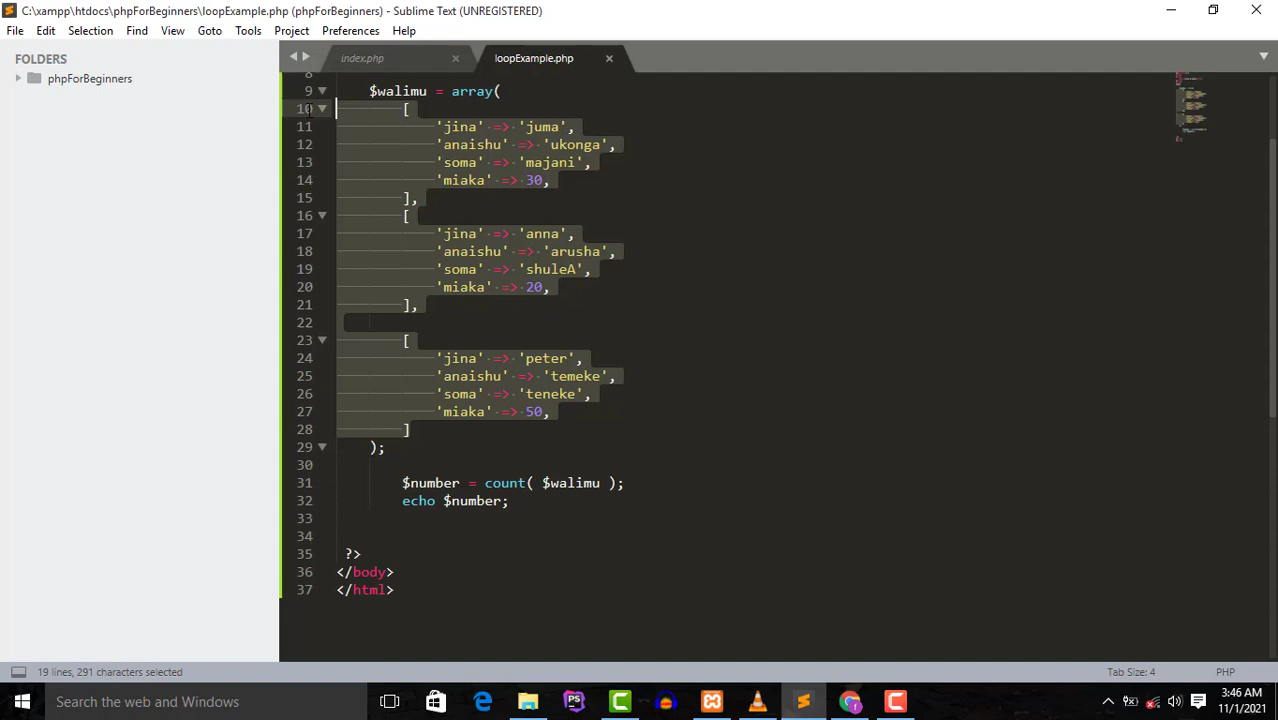 C:\xampp\htdocs\phpForBeginners\loopExample.php (phpForBeginners) - Sublime Text (UNREGISTERED)
File Edit Selection Find View Goto Tools Project Preferences Help
FOLDERS
phpForBeginners
index.php loopExample.php
8
9 $walimu = array(
10 [
11 'jina' => 'juma',
12 'anaishu' => 'ukonga',
13 'soma' => 'majani',
14 'miaka' => 30,
15 ],
16 [
17 'jina' => 'anna',
18 'anaishu' => 'arusha',
19 'soma' => 'shuleA',
20 'miaka' => 20,
21 ],
22
23 [
24 'jina' => 'peter',
25 'anaishu' => 'temeke',
26 'soma' => 'teneke',
27 'miaka' => 50,
28 ]
29 );
30
31 $number = count( $walimu );
32 echo $number;
33
34
35 ?>
36 </body>
37 </html>
19 lines, 291 characters selected Tab Size: 4 PHP
Search the web and Windows
3:46 AM
11/1/2021